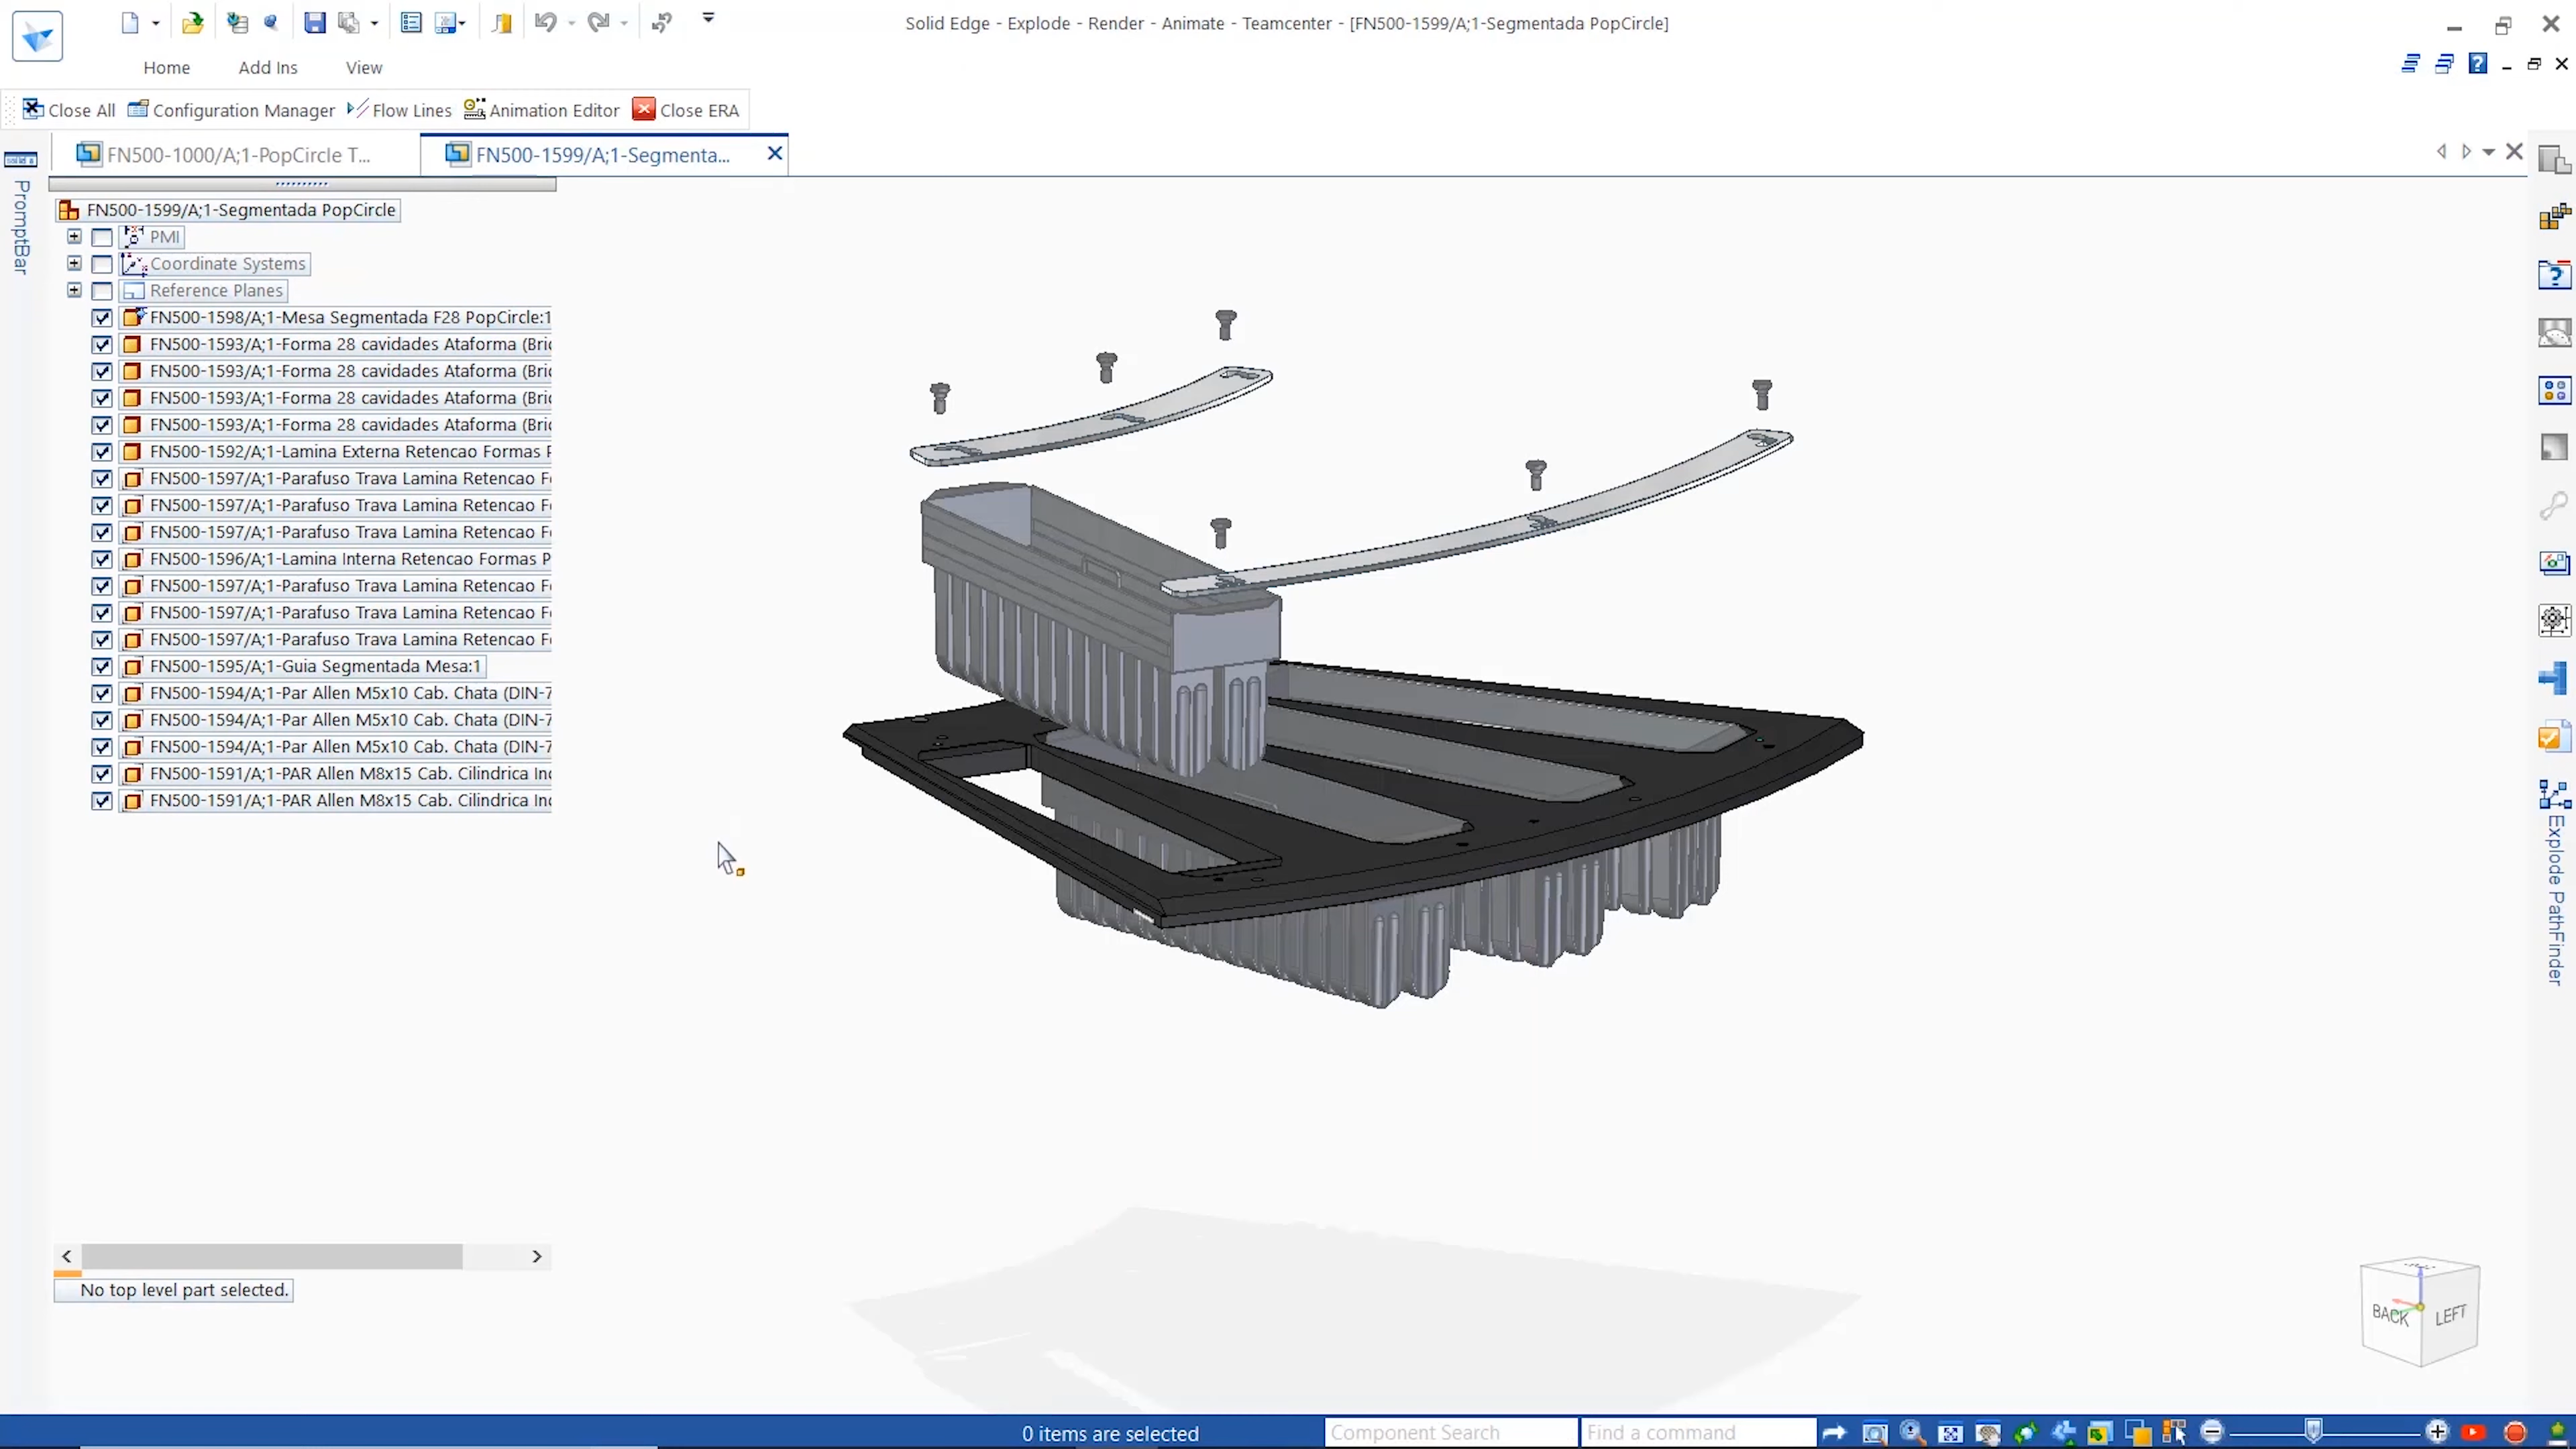 Solid Edge - Explode - Render - Animate - Teamcenter - [FN500-1599/A;1-Segmentada PopCircle]
Home Add Ins View
Close All Configuration Manager Flow Lines Animation Editor Close ERA
FN500-1000/A;1-PopCircle T... FN500-1599/A;1-Segmenta...
PromptBar
FN500-1599/A;1-Segmentada PopCircle
PMI
Coordinate Systems
Reference Planes
FN500-1598/A;1-Mesa Segmentada F28 PopCircle:1
FN500-1593/A;1-Forma 28 cavidades Ataforma (Bric
FN500-1593/A;1-Forma 28 cavidades Ataforma (Bric
FN500-1593/A;1-Forma 28 cavidades Ataforma (Bric
FN500-1593/A;1-Forma 28 cavidades Ataforma (Bric
FN500-1592/A;1-Lamina Externa Retencao Formas P
FN500-1597/A;1-Parafuso Trava Lamina Retencao Fo
FN500-1597/A;1-Parafuso Trava Lamina Retencao Fo
FN500-1597/A;1-Parafuso Trava Lamina Retencao Fo
FN500-1596/A;1-Lamina Interna Retencao Formas P
FN500-1597/A;1-Parafuso Trava Lamina Retencao Fo
FN500-1597/A;1-Parafuso Trava Lamina Retencao Fo
FN500-1597/A;1-Parafuso Trava Lamina Retencao Fo
FN500-1595/A;1-Guia Segmentada Mesa:1
FN500-1594/A;1-Par Allen M5x10 Cab. Chata (DIN-7
FN500-1594/A;1-Par Allen M5x10 Cab. Chata (DIN-7
FN500-1594/A;1-Par Allen M5x10 Cab. Chata (DIN-7
FN500-1591/A;1-PAR Allen M8x15 Cab. Cilindrica Inc
FN500-1591/A;1-PAR Allen M8x15 Cab. Cilindrica Inc
Explode PathFinder
No top level part selected.
BACK LEFT
0 items are selected Component Search Find a command